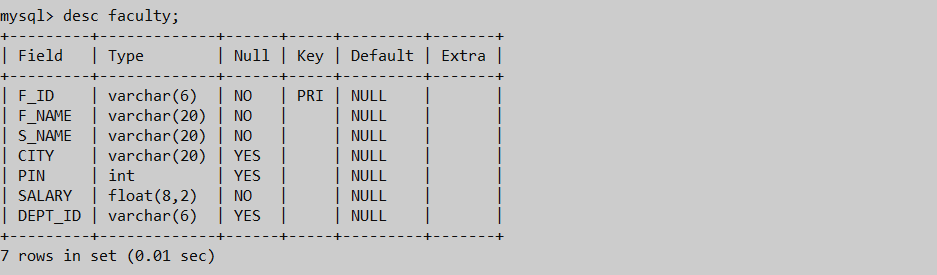 mysql> desc faculty;
+---------+-------------+------+-----+---------+-------+
| Field   | Type        | Null | Key | Default | Extra |
+---------+-------------+------+-----+---------+-------+
| F_ID    | varchar(6)  | NO   | PRI | NULL    |       |
| F_NAME  | varchar(20) | NO   |     | NULL    |       |
| S_NAME  | varchar(20) | NO   |     | NULL    |       |
| CITY    | varchar(20) | YES  |     | NULL    |       |
| PIN     | int         | YES  |     | NULL    |       |
| SALARY  | float(8,2)  | NO   |     | NULL    |       |
| DEPT_ID | varchar(6)  | YES  |     | NULL    |       |
+---------+-------------+------+-----+---------+-------+
7 rows in set (0.01 sec)